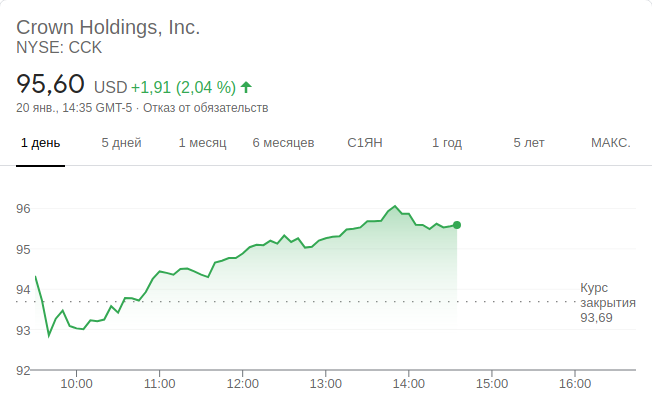 Crown Holdings, Inc.
NYSE: CCK
95,60 USD +1,91 (2,04 %)
20 янв., 14:35 GMT-5 · Отказ от обязательств
1 день 5 дней 1 месяц 6 месяцев С1ЯН 1 год 5 лет МАКС.
96
95
94
Курс
закрытия
93,69
93
92
10:00 11:00 12:00 13:00 14:00 15:00 16:00